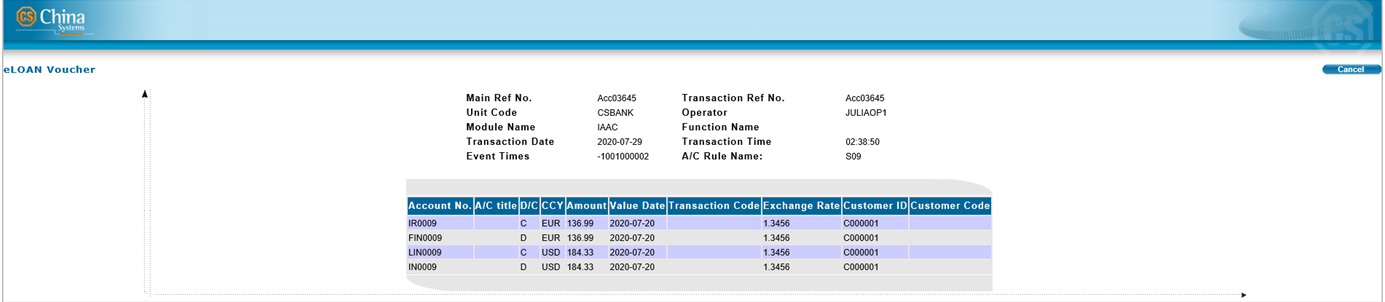 CS China
Systems
CSI
eLOAN Voucher
Cancel
Main Ref No. Acc03645 Transaction Ref No. Acc03645
Unit Code CSBANK Operator JULIAOP1
Module Name IAAC Function Name
Transaction Date 2020-07-29 Transaction Time 02:38:50
Event Times -1001000002 A/C Rule Name: S09
Account No. A/C title D/C CCY Amount Value Date Transaction Code Exchange Rate Customer ID Customer Code
IR0009 C EUR 136.99 2020-07-20 1.3456 C000001
FIN0009 D EUR 136.99 2020-07-20 1.3456 C000001
LIN0009 C USD 184.33 2020-07-20 1.3456 C000001
IN0009 D USD 184.33 2020-07-20 1.3456 C000001